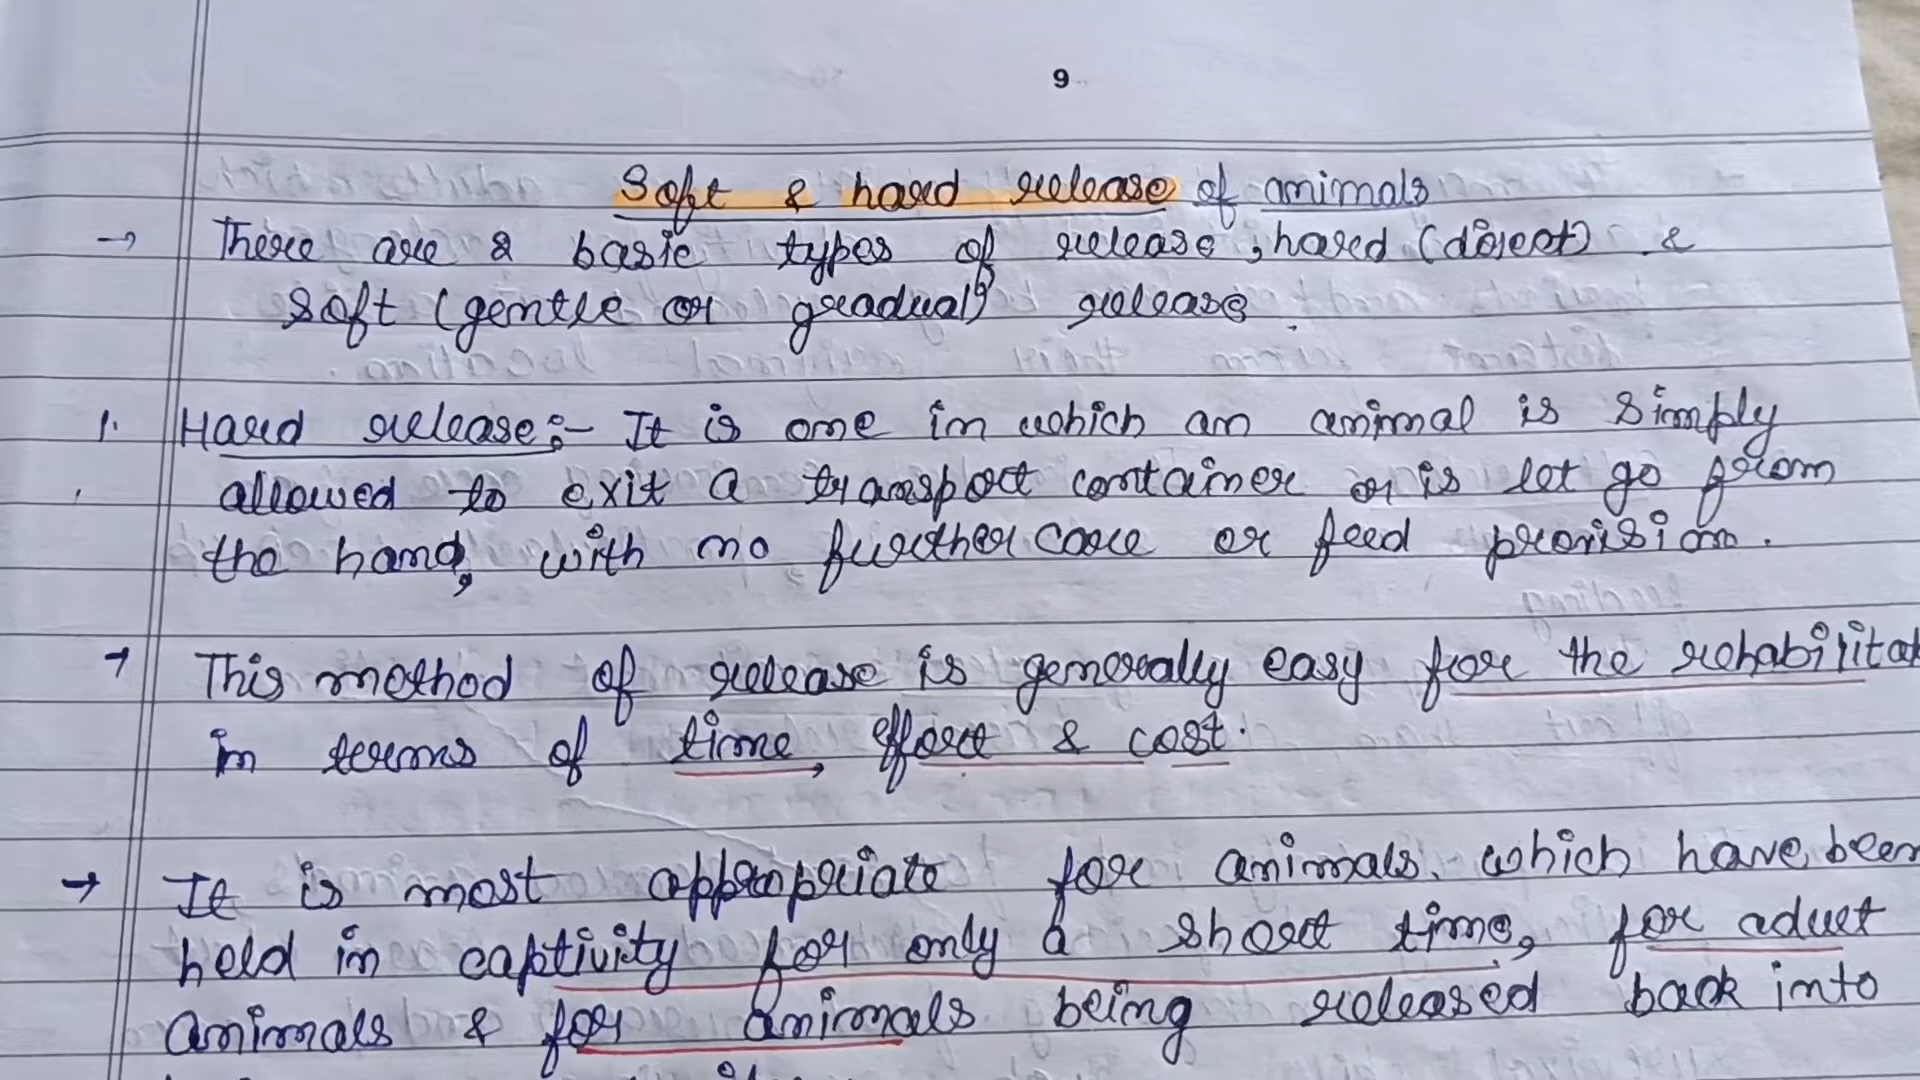 9
Soft & hard release of animals
→ There are 2 basic types of release, hard (direct) &
soft (gentle or gradual) release.
1. Hard release:- It is one in which an animal is simply
allowed to exit a transport container or is let go from
the hand, with no further care or feed provision.
→ This method of release is generally easy for the rehabilitat
in terms of time, effort & cost.
→ It is most appropriate for animals which have been
held in captivity for only a short time, for adult
animals & for animals being released back into